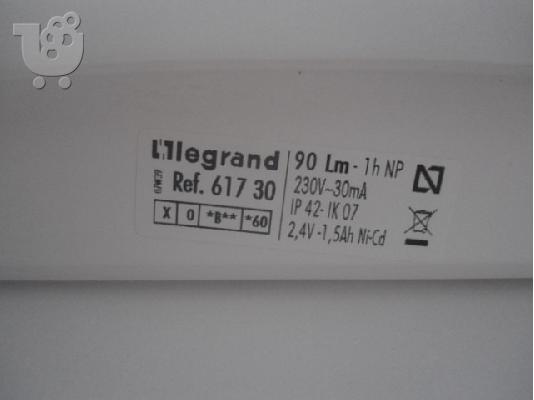 legrand
Ref. 617 30
X 0 *B** *60
90 Lm - 1h NP
230V~30mA
IP 42- IK 07
2,4V -1,5Ah Ni-Cd